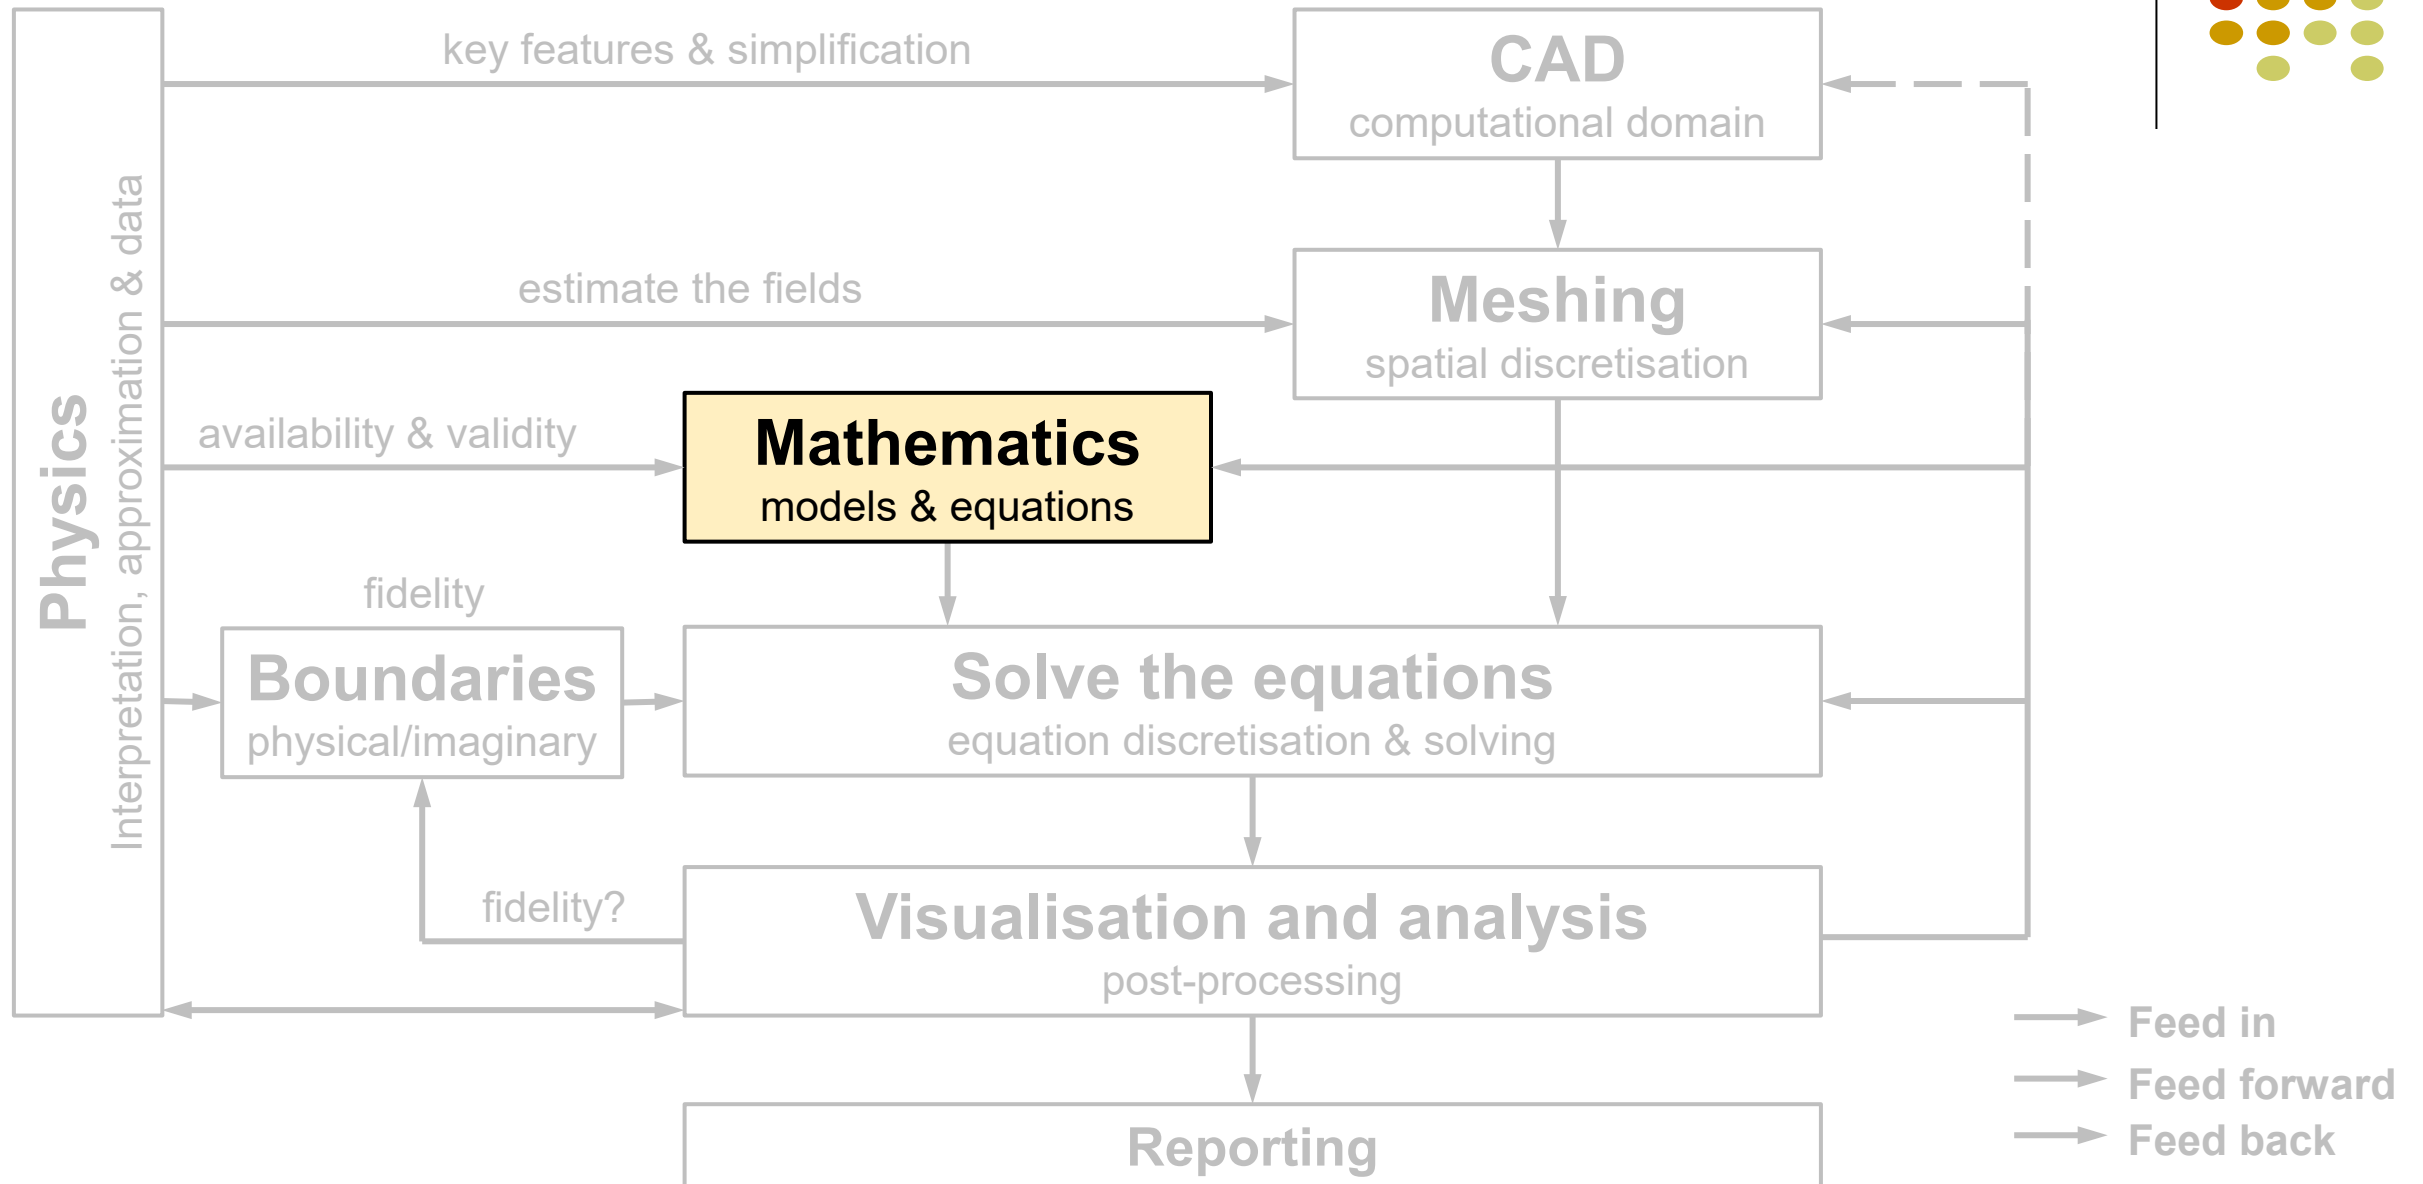 key features & simplification
CAD
computational domain
Physics
Interpretation, approximation & data
estimate the fields
Meshing
spatial discretisation
availability & validity
Mathematics
models & equations
fidelity
Boundaries
physical/imaginary
Solve the equations
equation discretisation & solving
fidelity?
Visualisation and analysis
post-processing
Feed in
Feed forward
Feed back
Reporting